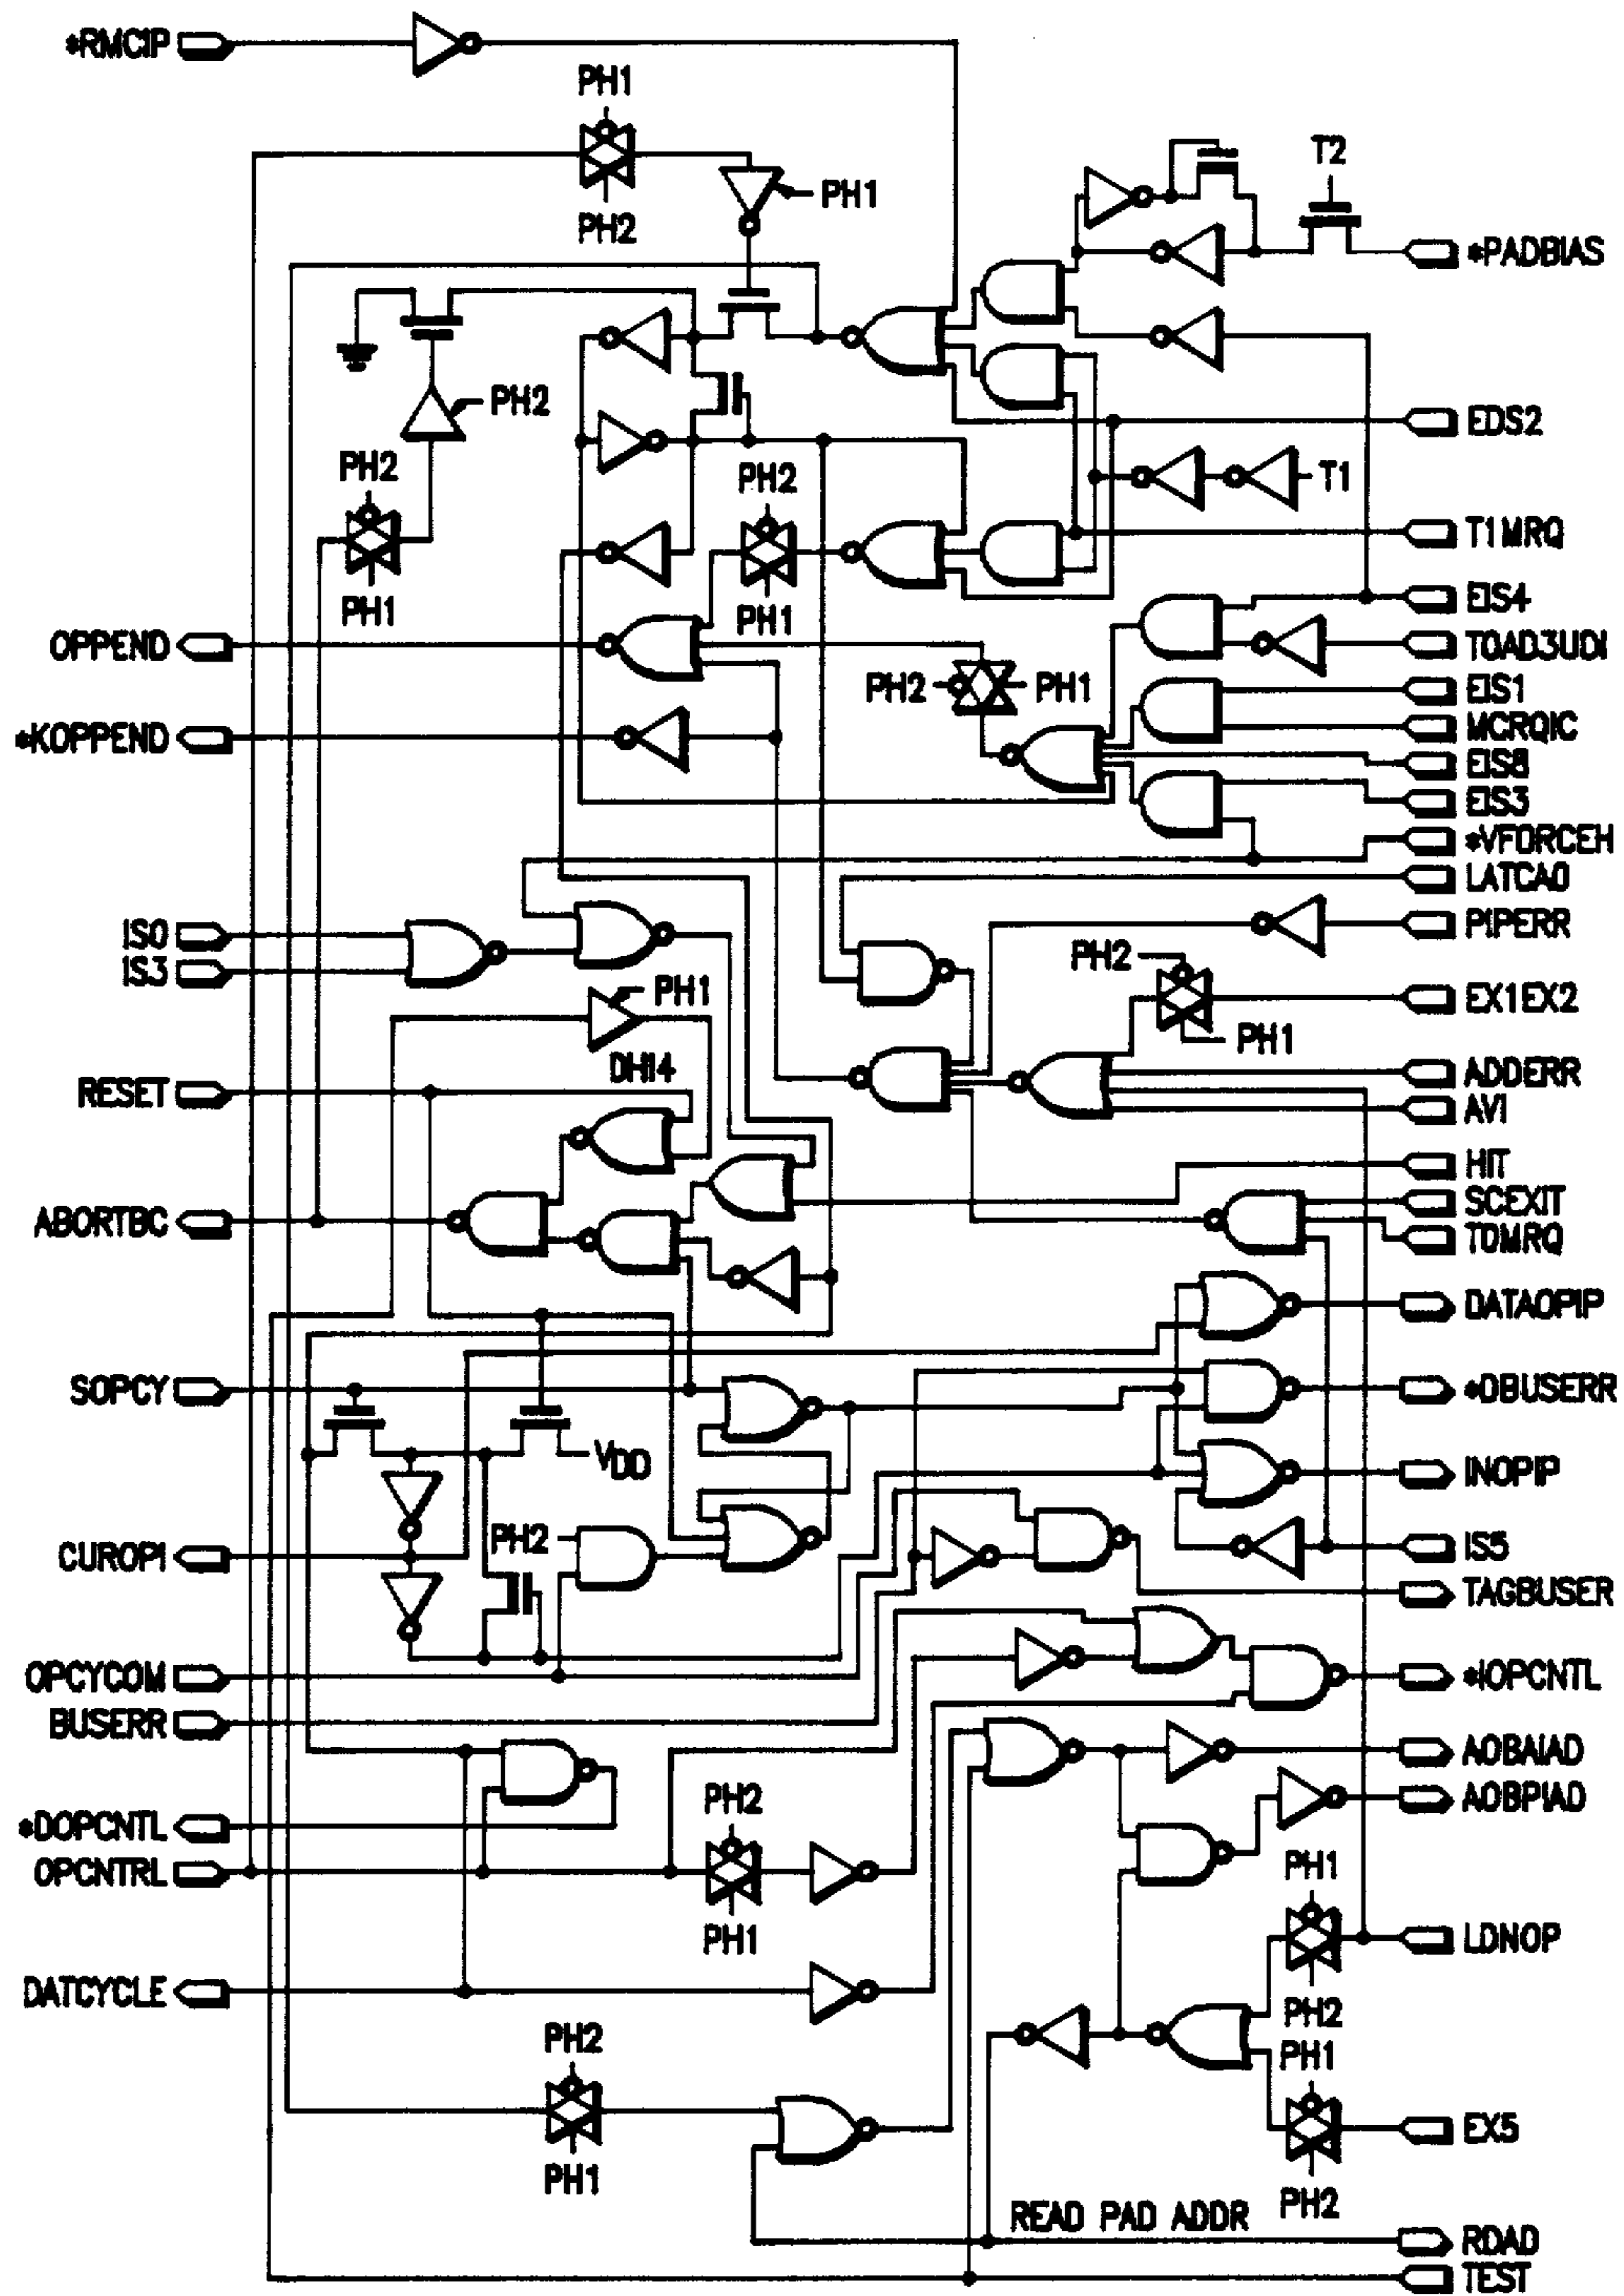 *RMCIP
PH1
PH2
PH1
T2
*PADBIAS
PH2
EDS2
PH2
PH1
PH2
PH1
T1
T1MRQ
EIS4
OPPEND
TOAD3UDI
PH2
PH1
EIS1
*KOPPEND
MCRQIC
EIS8
EIS3
*VFORCEH
LATCAO
IS0
PIPERR
IS3
PH2
PH1
EX1EX2
PH1
DHI4
RESET
ADDERR
AVI
HIT
SCEXIT
ABORTBC
TDMRQ
DATAOPIP
SOPCY
*DBUSERR
VDD
INOPIP
PH2
CUROPI
IS5
TAGBUSER
OPCYCOM
*IOPCNTL
BUSERR
AOBAIAD
PH2
AOBPIAD
*DOPCNTL
OPCNTRL
PH1
PH1
LDNOP
DATCYCLE
PH2
PH2
PH1
EX5
PH1
PH2
READ PAD ADDR
RDAD
TEST